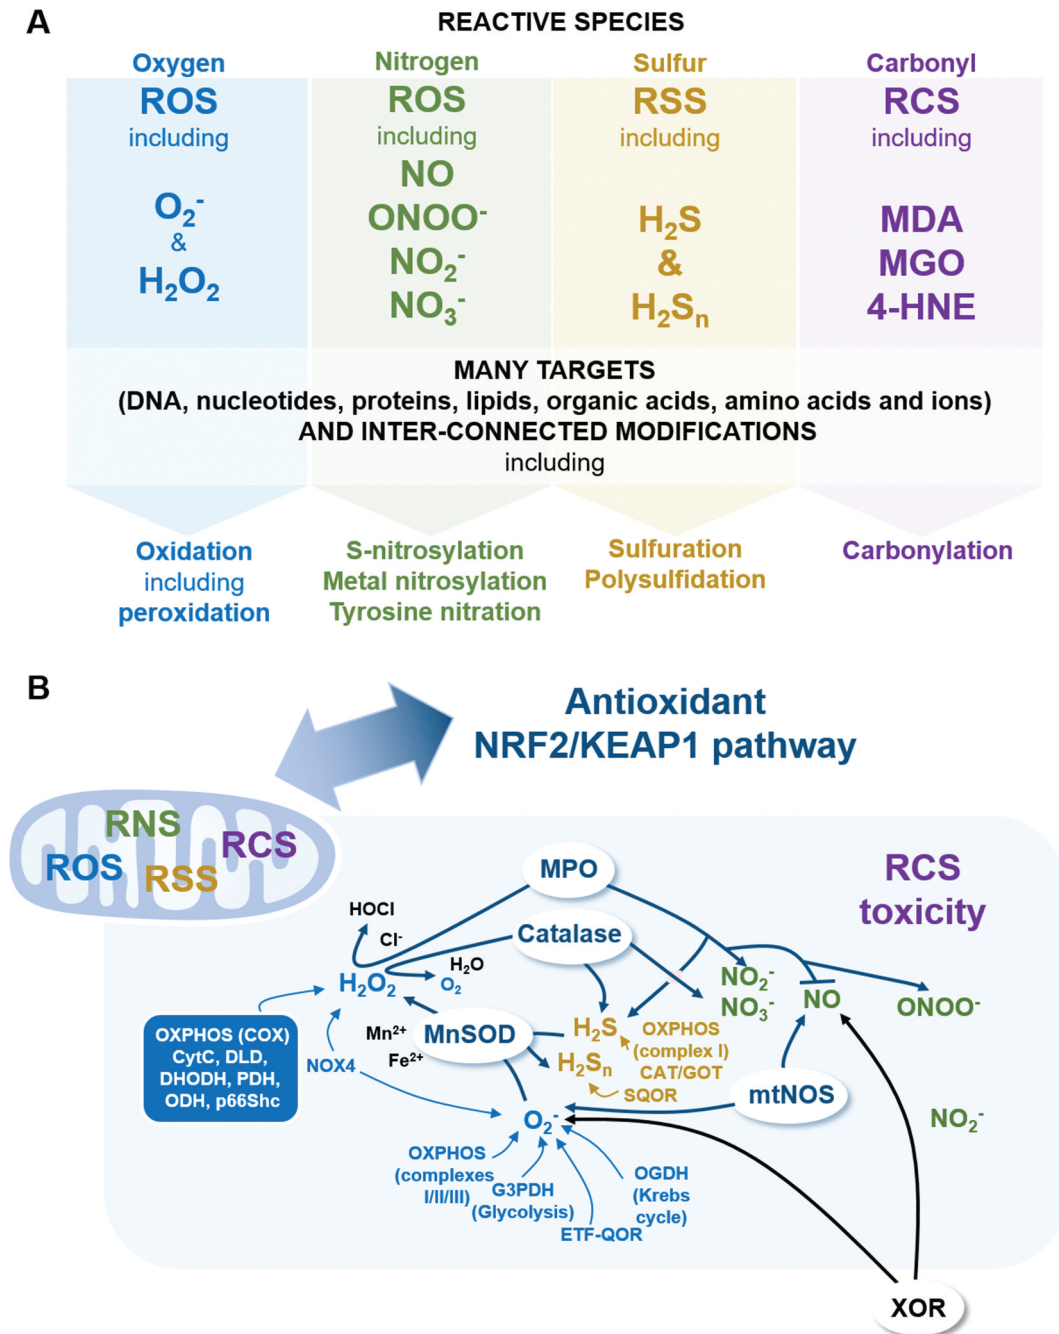 A
REACTIVE SPECIES
Oxygen
ROS
including
O₂⁻
&
H₂O₂
Nitrogen
ROS
including
NO
ONOO⁻
NO₂⁻
NO₃⁻
Sulfur
RSS
including
H₂S
&
H₂Sₙ
Carbonyl
RCS
including
MDA
MGO
4-HNE
MANY TARGETS
(DNA, nucleotides, proteins, lipids, organic acids, amino acids and ions)
AND INTER-CONNECTED MODIFICATIONS
including
Oxidation
including
peroxidation
S-nitrosylation
Metal nitrosylation
Tyrosine nitration
Sulfuration
Polysulfidation
Carbonylation
B
Antioxidant
NRF2/KEAP1 pathway
RNS
RCS
ROS
RSS
RCS
toxicity
MPO
Catalase
HOCl
Cl⁻
H₂O
O₂
H₂O₂
NO₂⁻
NO₃⁻
NO
ONOO⁻
OXPHOS (COX)
CytC, DLD,
DHODH, PDH,
ODH, p66Shc
NOX4
Mn²⁺
Fe²⁺
MnSOD
H₂S
H₂Sₙ
OXPHOS
(complex I)
CAT/GOT
SQOR
mtNOS
NO₂⁻
O₂⁻
OXPHOS
(complexes
I/II/III)
G3PDH
(Glycolysis)
ETF-QOR
OGDH
(Krebs
cycle)
XOR